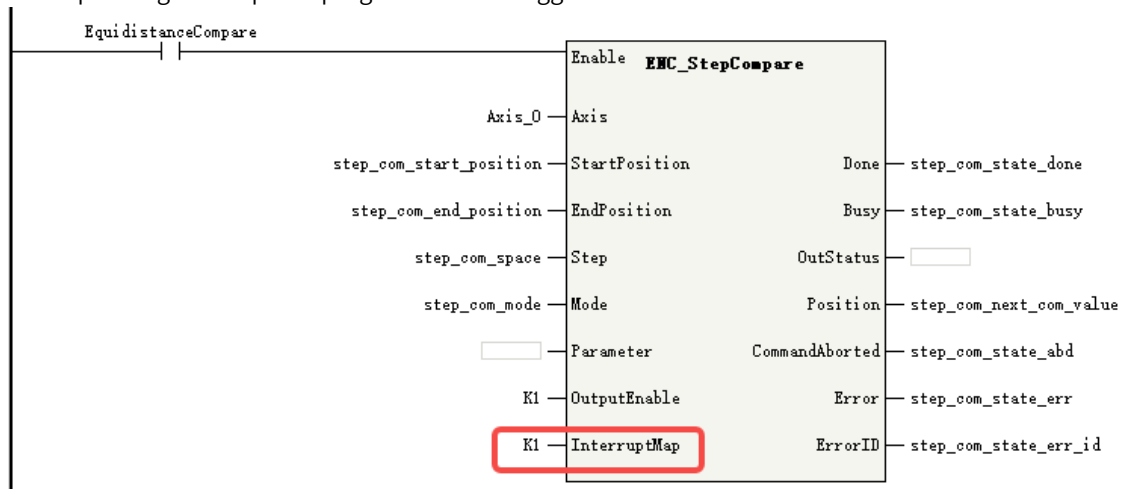 EquidistanceCompare
Enable ENC_StepCompare
Axis_0 Axis
step_com_start_position StartPosition Done step_com_state_done
step_com_end_position EndPosition Busy step_com_state_busy
step_com_space Step OutStatus
step_com_mode Mode Position step_com_next_com_value
Parameter CommandAborted step_com_state_abd
K1 OutputEnable Error step_com_state_err
K1 InterruptMap ErrorID step_com_state_err_id